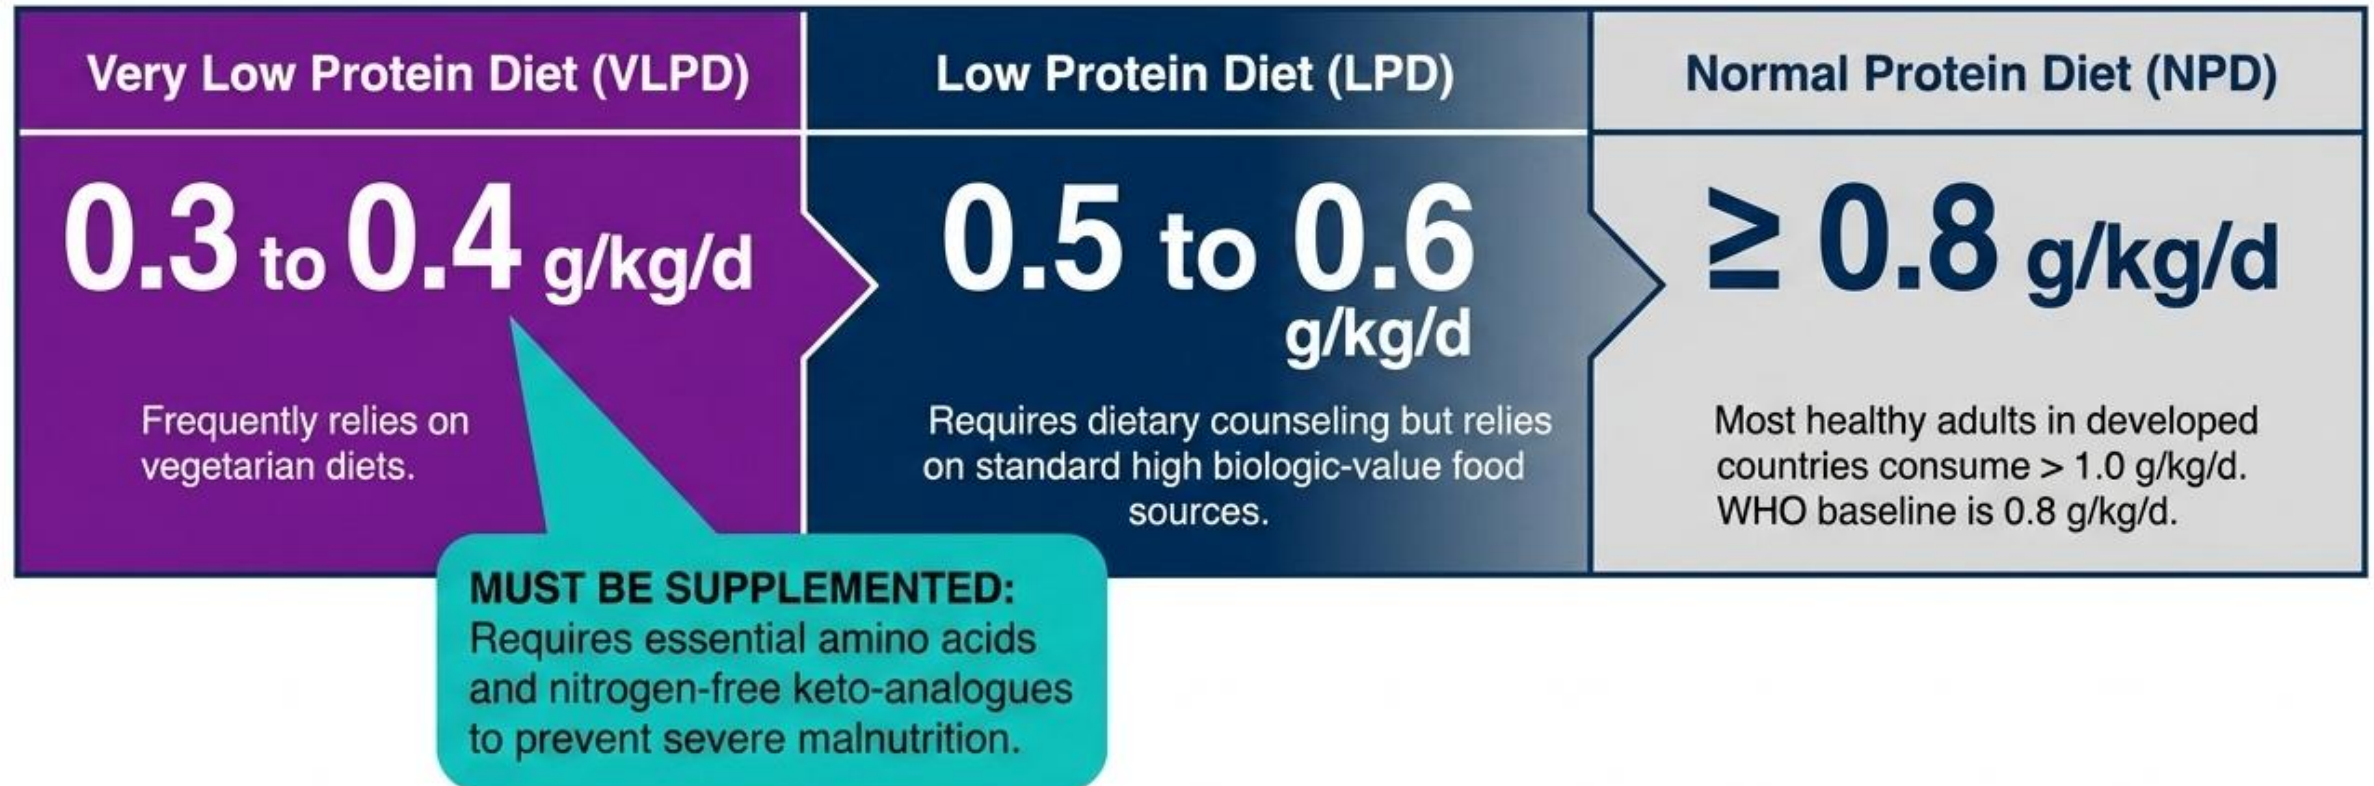 Very Low Protein Diet (VLPD)
0.3 to 0.4 g/kg/d
Frequently relies on
vegetarian diets.
MUST BE SUPPLEMENTED:
Requires essential amino acids
and nitrogen-free keto-analogues
to prevent severe malnutrition.
Low Protein Diet (LPD)
0.5 to 0.6
g/kg/d
Requires dietary counseling but relies
on standard high biologic-value food
sources.
Normal Protein Diet (NPD)
≥ 0.8 g/kg/d
Most healthy adults in developed
countries consume > 1.0 g/kg/d.
WHO baseline is 0.8 g/kg/d.